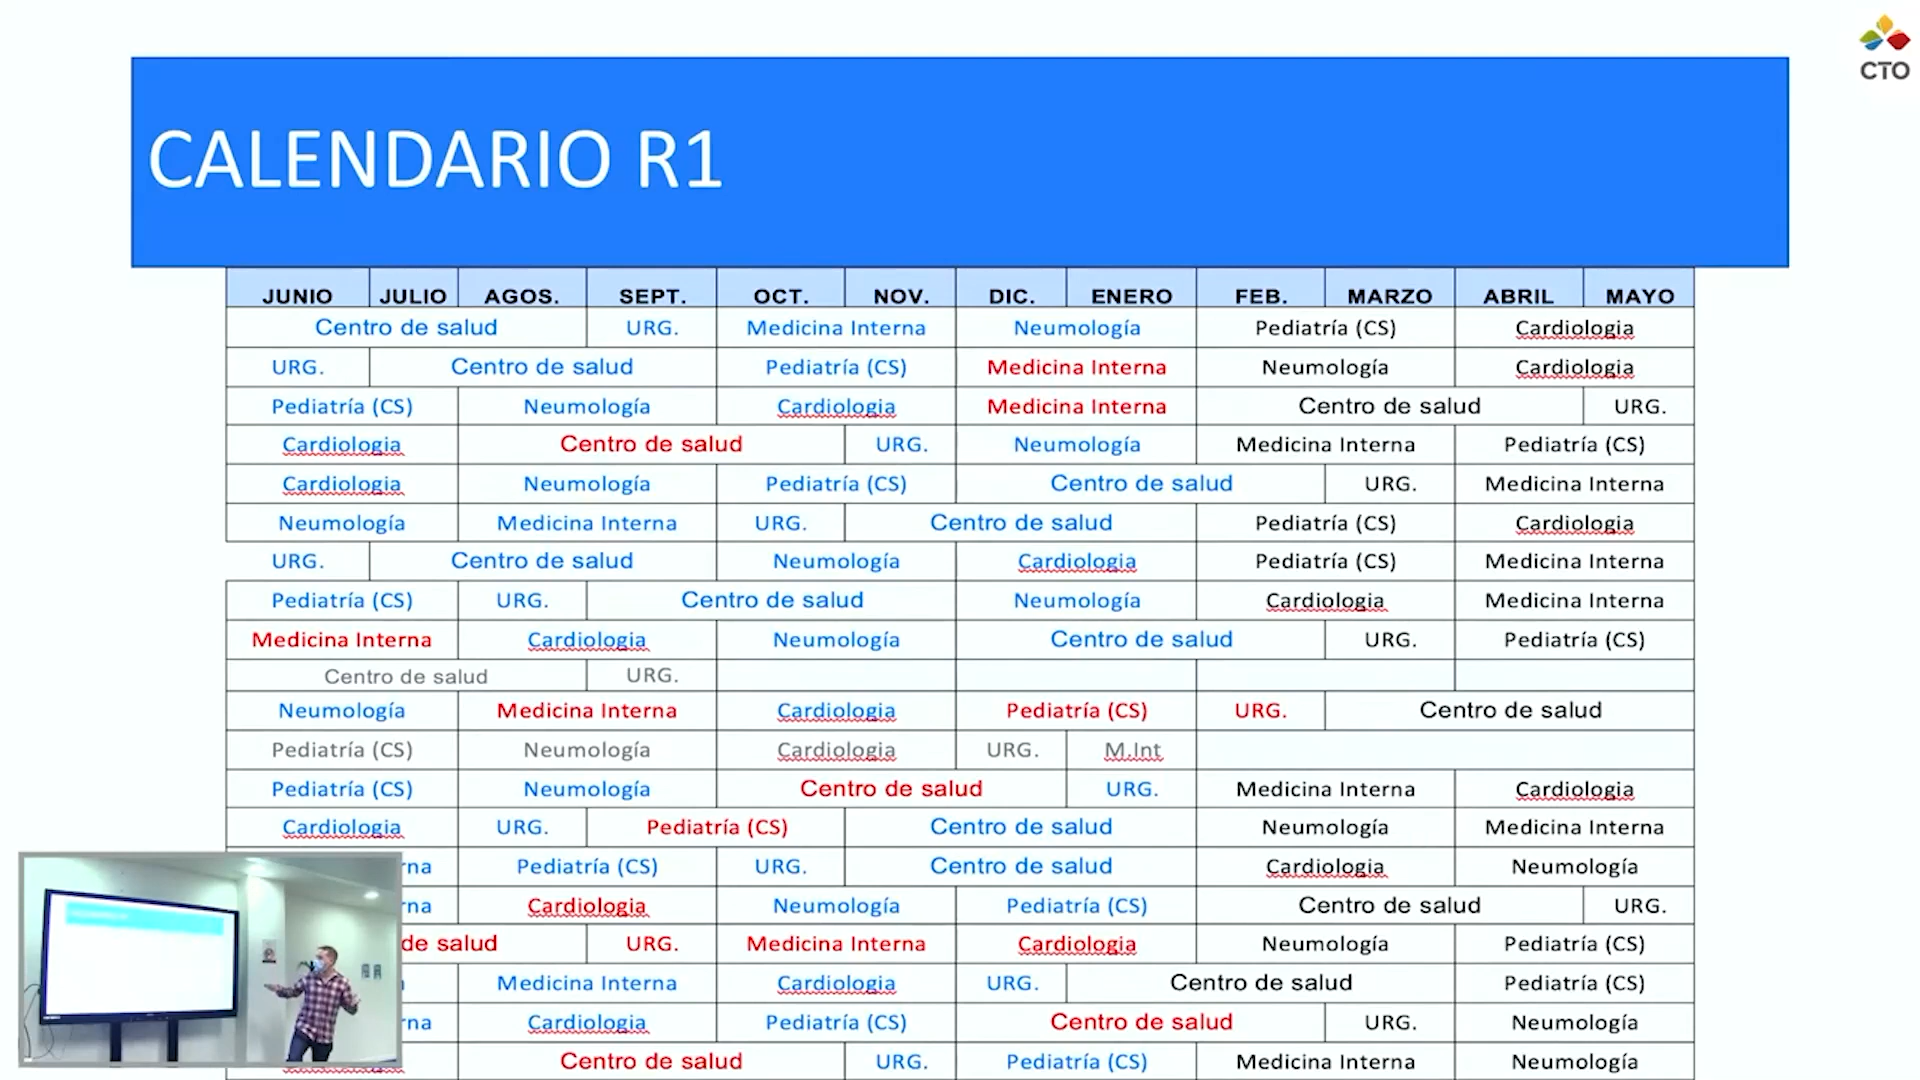 CTO
CALENDARIO R1
JUNIO JULIO AGOS. SEPT. OCT. NOV. DIC. ENERO FEB. MARZO ABRIL MAYO
Centro de salud URG. Medicina Interna Neumología Pediatría (CS) Cardiologia
URG. Centro de salud Pediatría (CS) Medicina Interna Neumología Cardiologia
Pediatría (CS) Neumología Cardiologia Medicina Interna Centro de salud URG.
Cardiologia Centro de salud URG. Neumología Medicina Interna Pediatría (CS)
Cardiologia Neumología Pediatría (CS) Centro de salud URG. Medicina Interna
Neumología Medicina Interna URG. Centro de salud Pediatría (CS) Cardiologia
URG. Centro de salud Neumología Cardiologia Pediatría (CS) Medicina Interna
Pediatría (CS) URG. Centro de salud Neumología Cardiologia Medicina Interna
Medicina Interna Cardiologia Neumología Centro de salud URG. Pediatría (CS)
Centro de salud URG.
Neumología Medicina Interna Cardiologia Pediatría (CS) URG. Centro de salud
Pediatría (CS) Neumología Cardiologia URG. M.Int
Pediatría (CS) Neumología Centro de salud URG. Medicina Interna Cardiologia
Cardiologia URG. Pediatría (CS) Centro de salud Neumología Medicina Interna
rna Pediatría (CS) URG. Centro de salud Cardiologia Neumología
rna Cardiologia Neumología Pediatría (CS) Centro de salud URG.
de salud URG. Medicina Interna Cardiologia Neumología Pediatría (CS)
Medicina Interna Cardiologia URG. Centro de salud Pediatría (CS)
rna Cardiologia Pediatría (CS) Centro de salud URG. Neumología
Centro de salud URG. Pediatría (CS) Medicina Interna Neumología